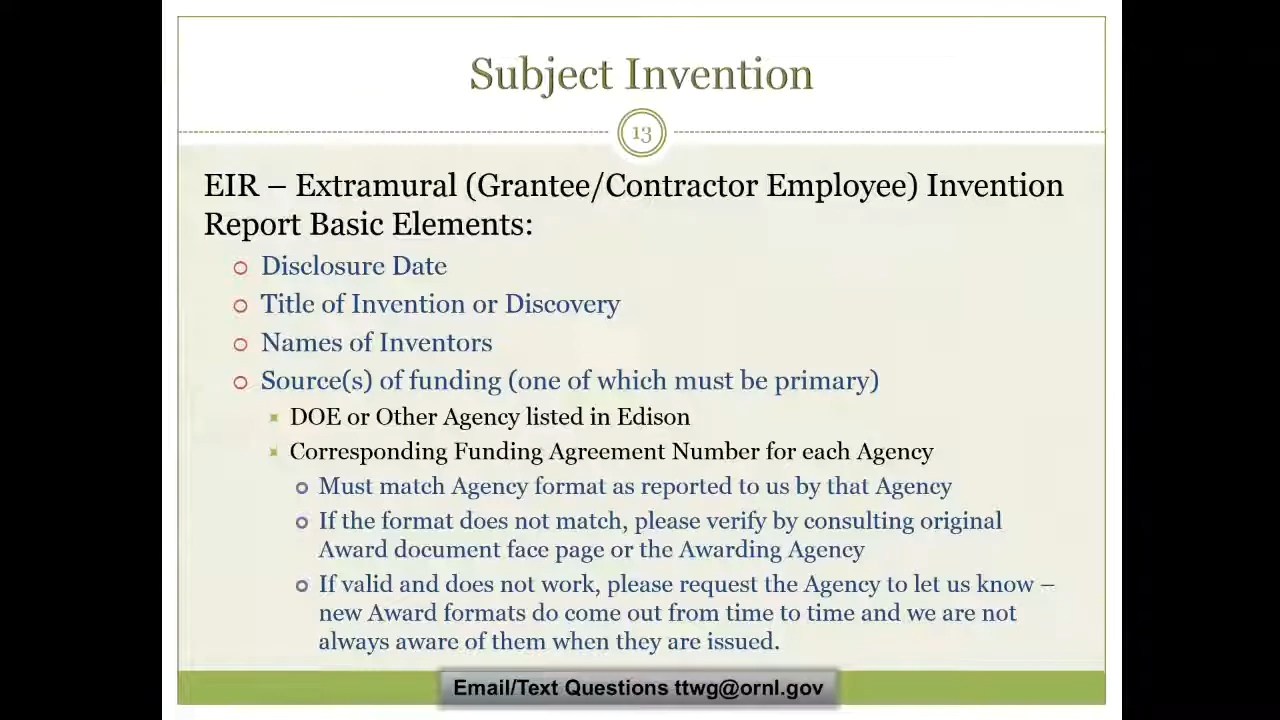 Subject Invention
13
EIR – Extramural (Grantee/Contractor Employee) Invention
Report Basic Elements:
Disclosure Date
Title of Invention or Discovery
Names of Inventors
Source(s) of funding (one of which must be primary)
DOE or Other Agency listed in Edison
Corresponding Funding Agreement Number for each Agency
Must match Agency format as reported to us by that Agency
If the format does not match, please verify by consulting original
Award document face page or the Awarding Agency
If valid and does not work, please request the Agency to let us know –
new Award formats do come out from time to time and we are not
always aware of them when they are issued.
Email/Text Questions ttwg@ornl.gov